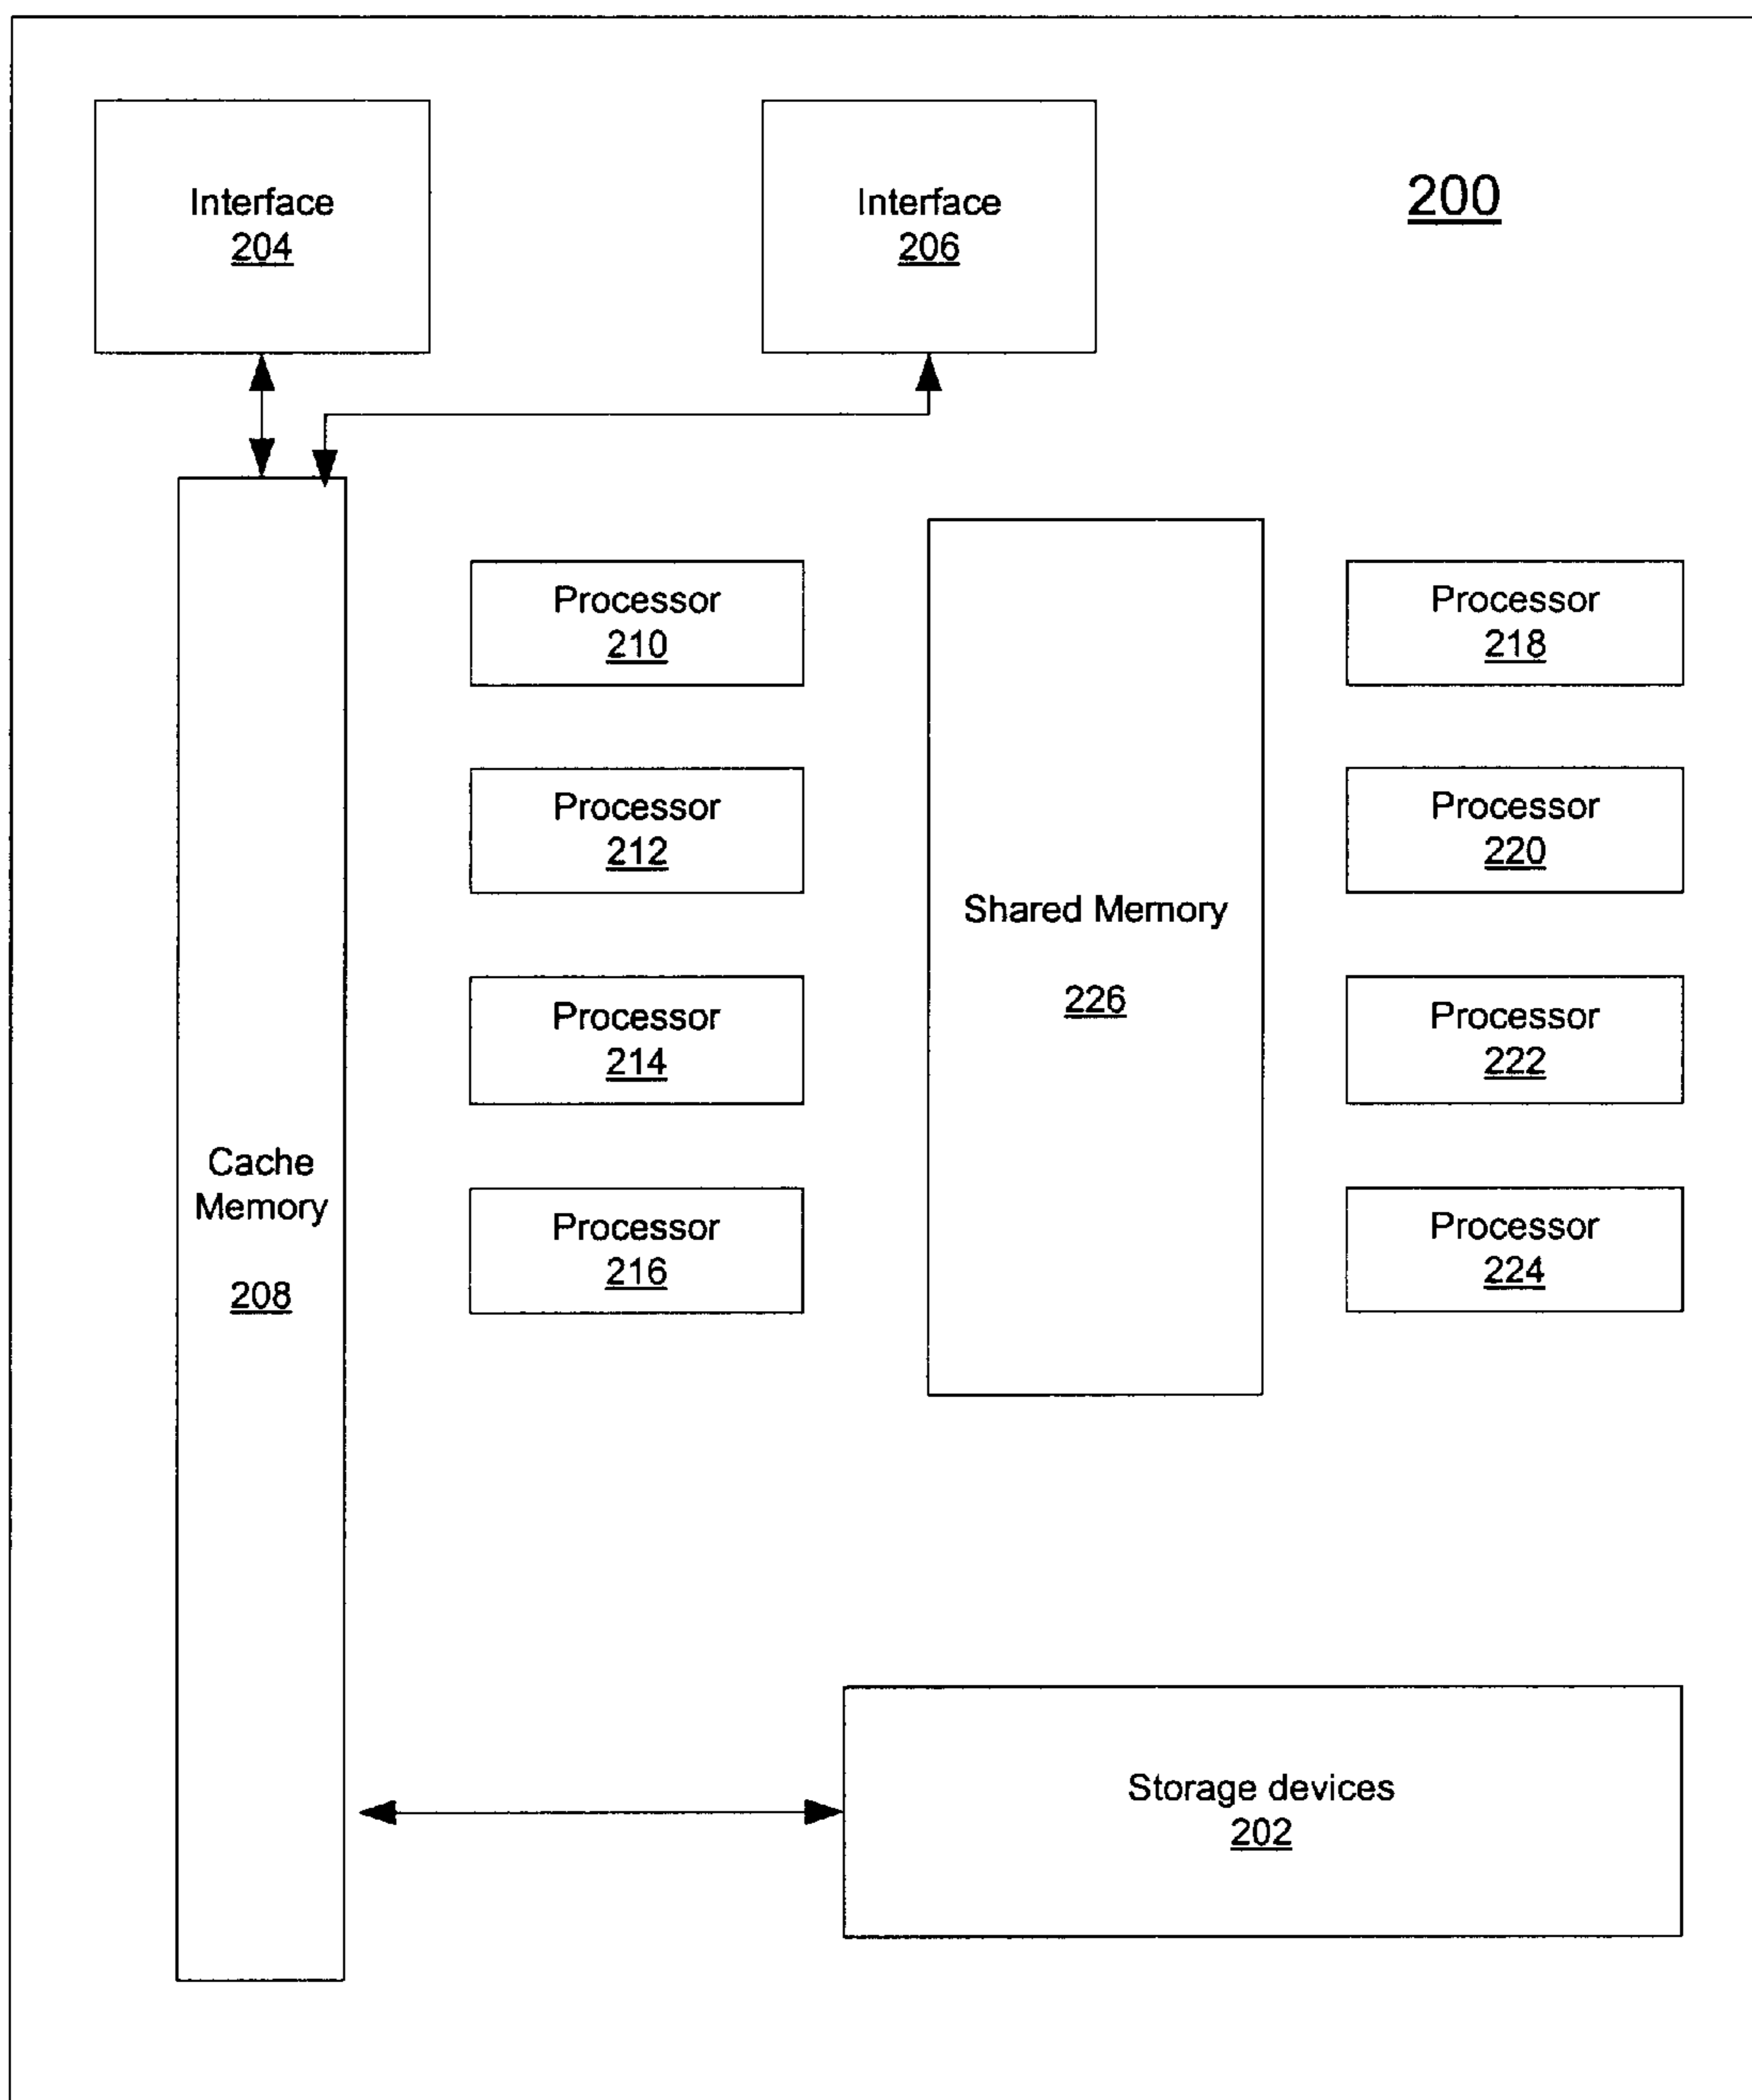 Interface
204
Interface
206
200
Processor
210
Processor
218
Processor
212
Processor
220
Shared Memory
226
Processor
214
Processor
222
Cache
Memory
208
Processor
216
Processor
224
Storage devices
202